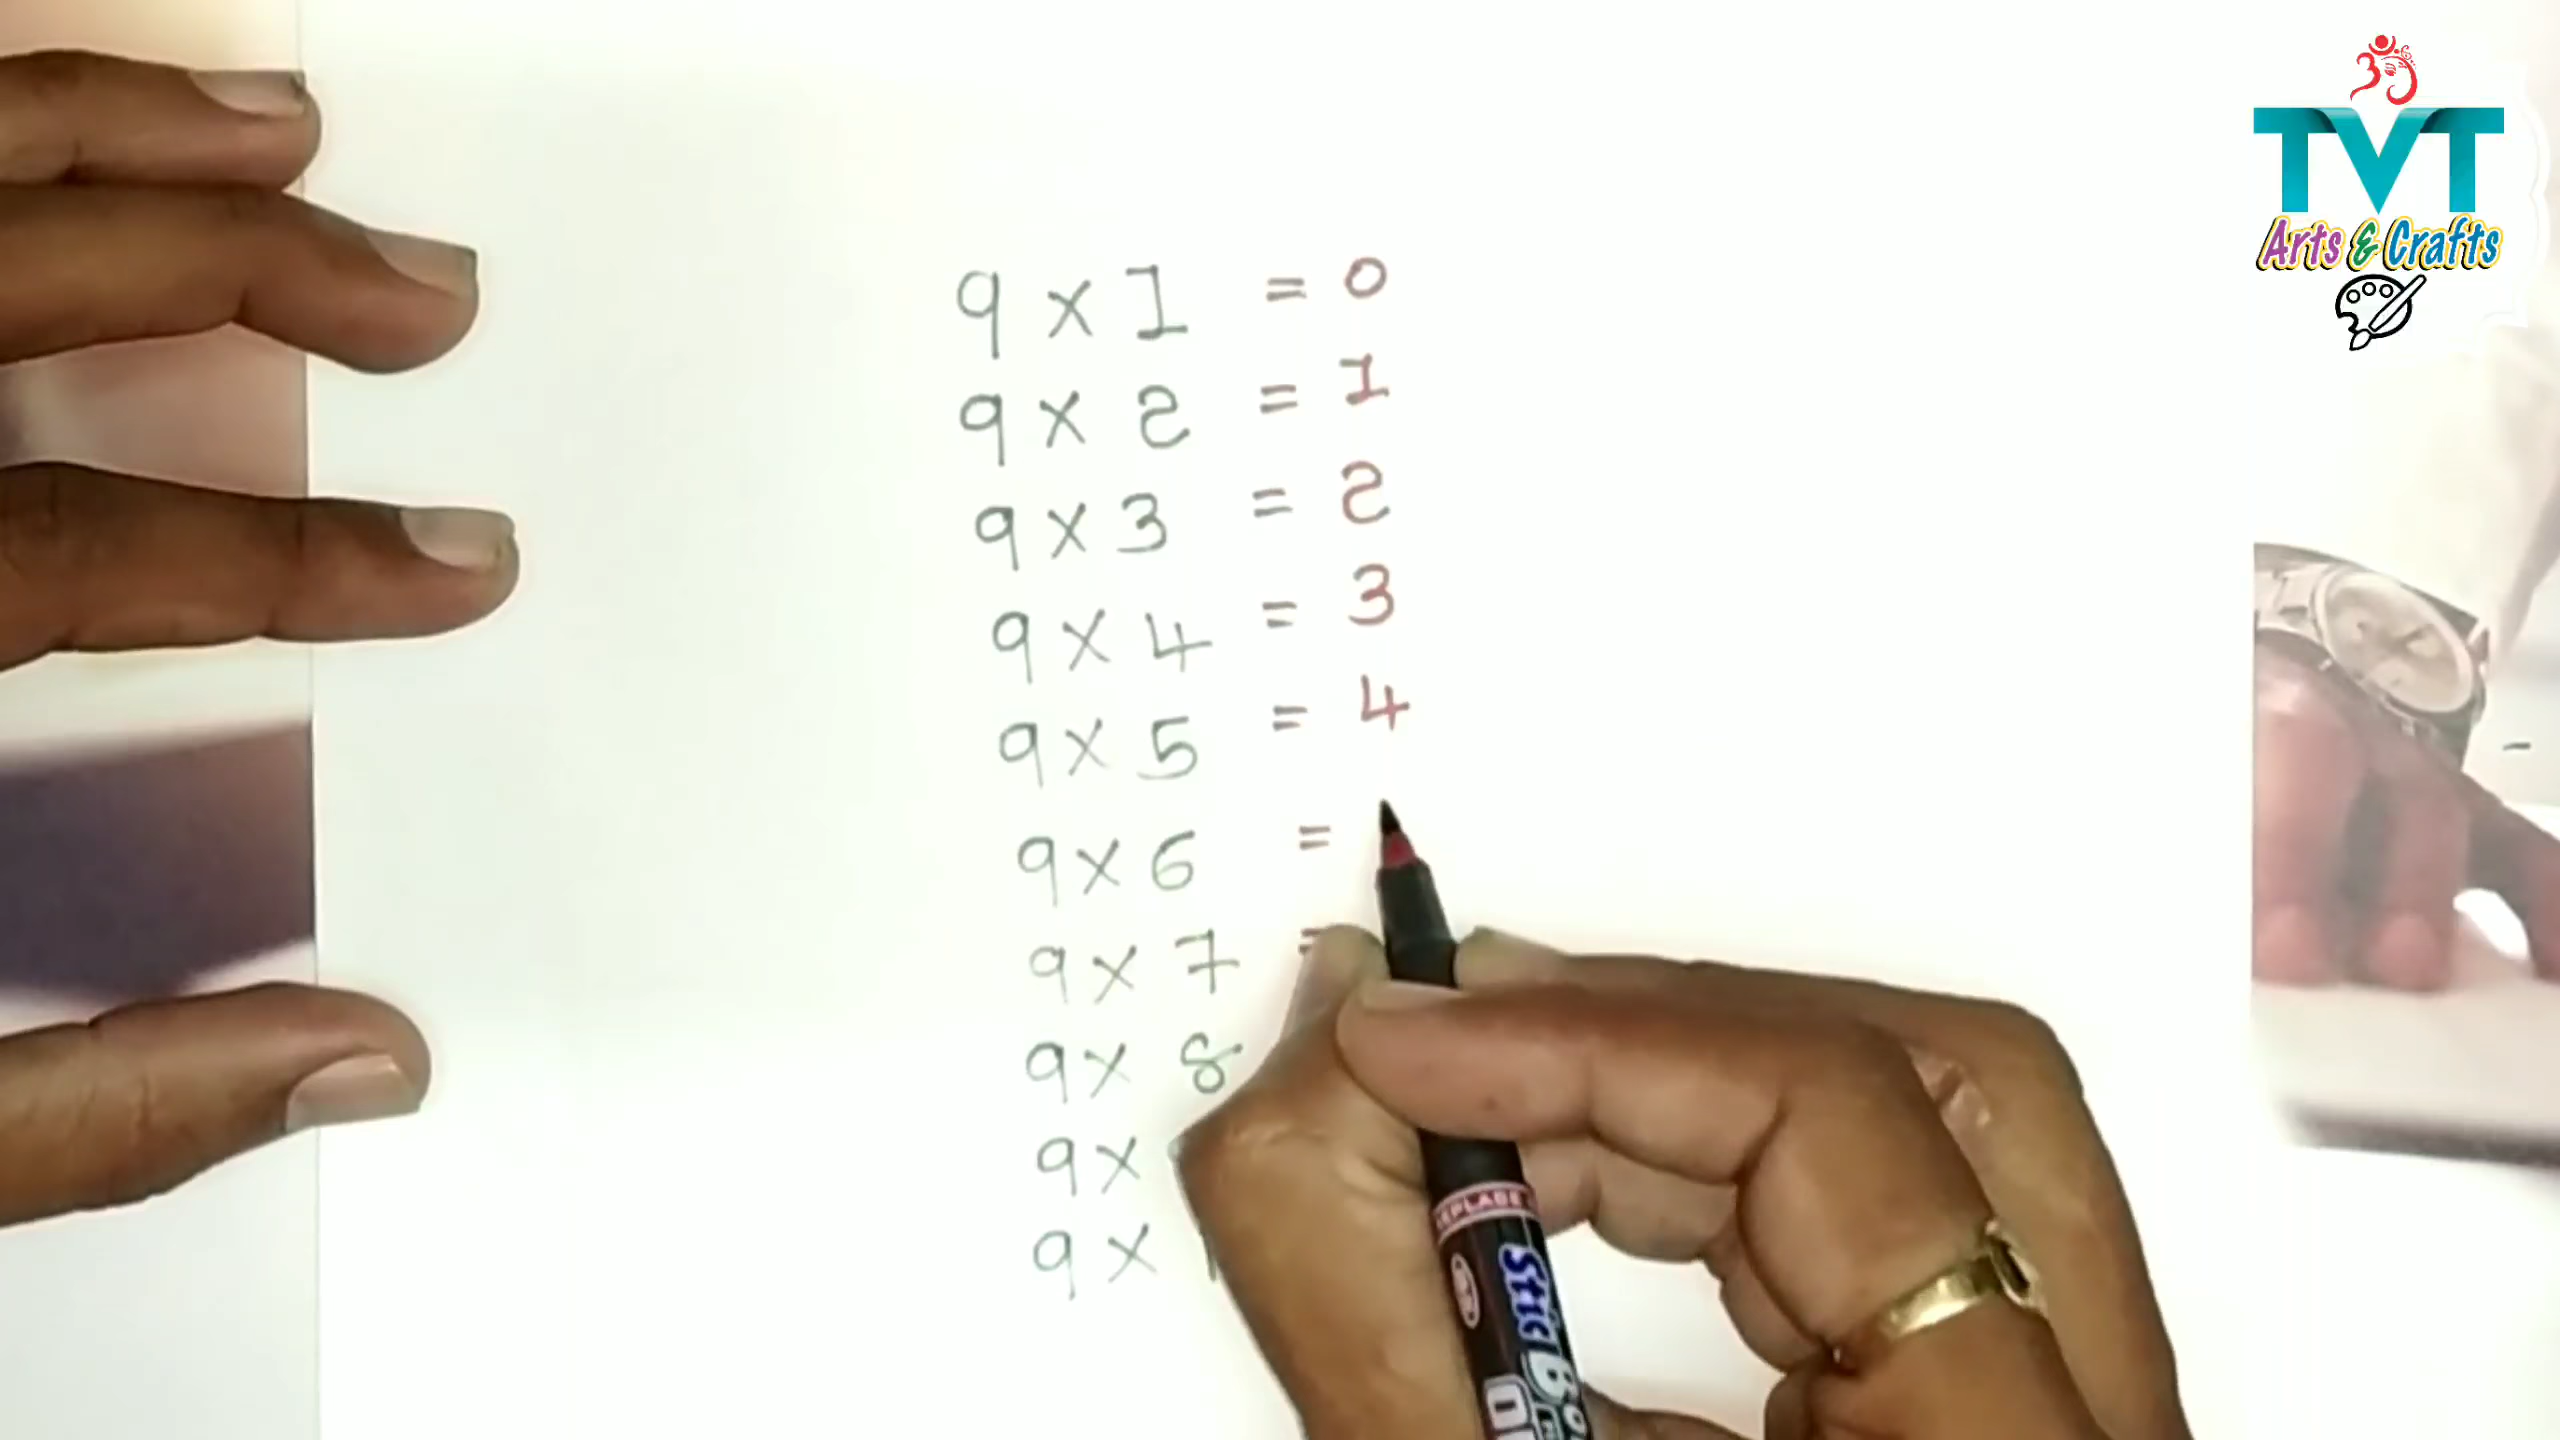 TVT
Arts & Crafts
9 x 1 = 0
9 x 2 = 1
9 x 3 = 2
9 x 4 = 3
9 x 5 = 4
9 x 6 =
9 x 7 =
9 x 8
9 x
9 x
Stic